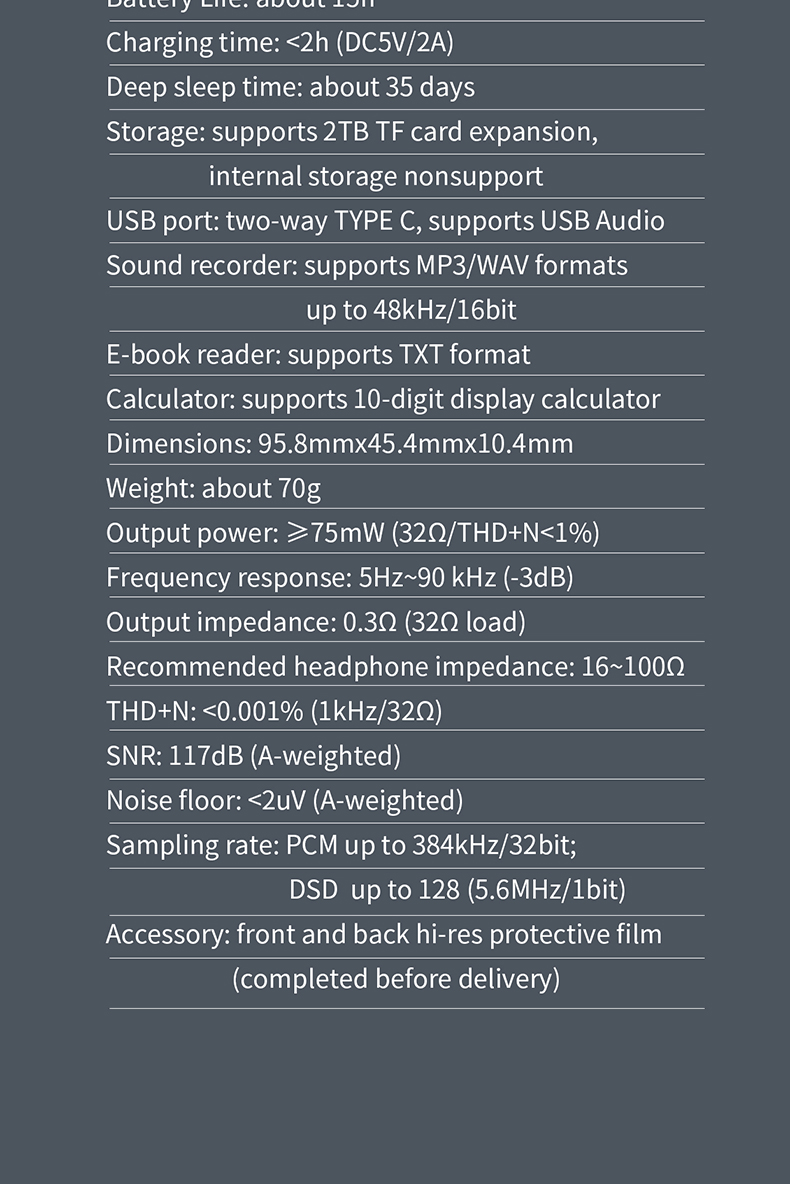 Battery Life: about 15h
Charging time: <2h (DC5V/2A)
Deep sleep time: about 35 days
Storage: supports 2TB TF card expansion,
internal storage nonsupport
USB port: two-way TYPE C, supports USB Audio
Sound recorder: supports MP3/WAV formats
up to 48kHz/16bit
E-book reader: supports TXT format
Calculator: supports 10-digit display calculator
Dimensions: 95.8mmx45.4mmx10.4mm
Weight: about 70g
Output power: ⩾75mW (32Ω/THD+N<1%)
Frequency response: 5Hz~90 kHz (-3dB)
Output impedance: 0.3Ω (32Ω load)
Recommended headphone impedance: 16~100Ω
THD+N: <0.001% (1kHz/32Ω)
SNR: 117dB (A-weighted)
Noise floor: <2uV (A-weighted)
Sampling rate: PCM up to 384kHz/32bit;
DSD  up to 128 (5.6MHz/1bit)
Accessory: front and back hi-res protective film
(completed before delivery)